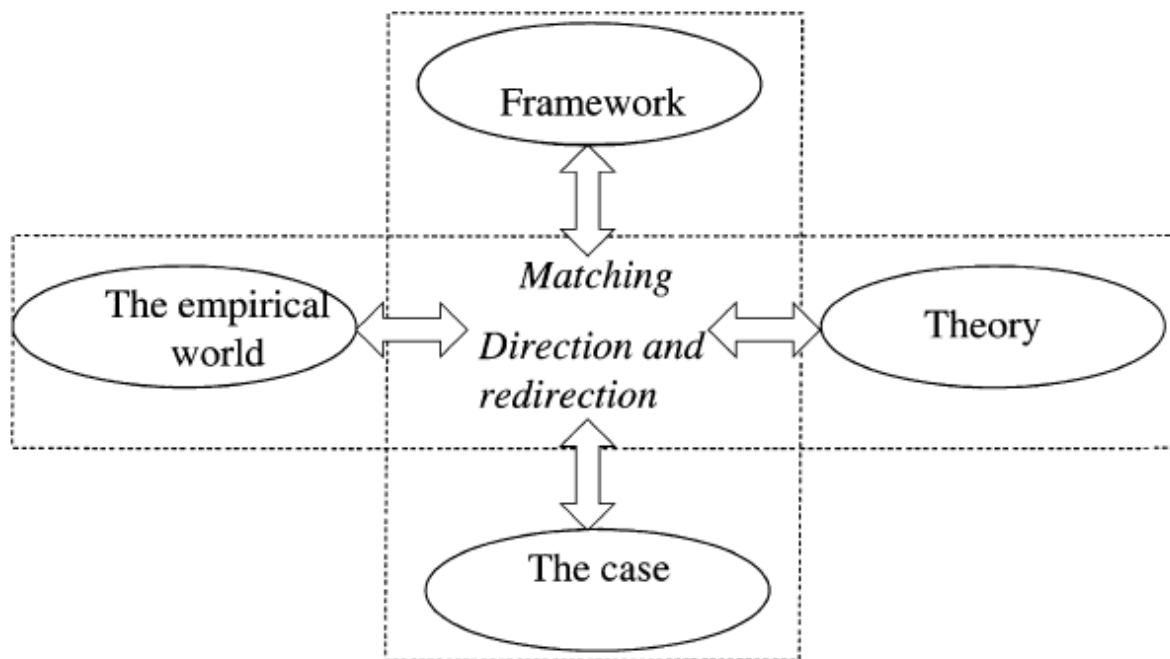 Framework
Matching
The empirical
world
Direction and
redirection
Theory
The case